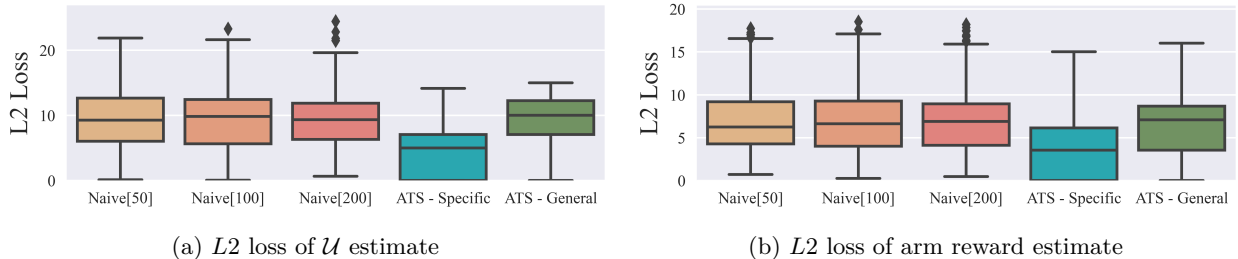 L2 Loss
20
10
0
Naive[50] Naive[100] Naive[200] ATS - Specific ATS - General
(a) L2 loss of 𝒰 estimate
L2 Loss
20
15
10
5
0
Naive[50] Naive[100] Naive[200] ATS - Specific ATS - General
(b) L2 loss of arm reward estimate